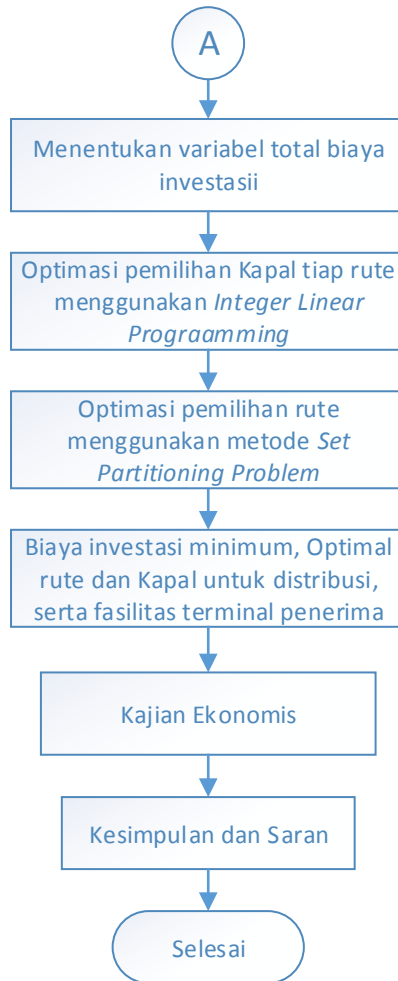 A
Menentukan variabel total biaya
investasii
Optimasi pemilihan Kapal tiap rute
menggunakan Integer Linear
Prograamming
Optimasi pemilihan rute
menggunakan metode Set
Partitioning Problem
Biaya investasi minimum, Optimal
rute dan Kapal untuk distribusi,
serta fasilitas terminal penerima
Kajian Ekonomis
Kesimpulan dan Saran
Selesai